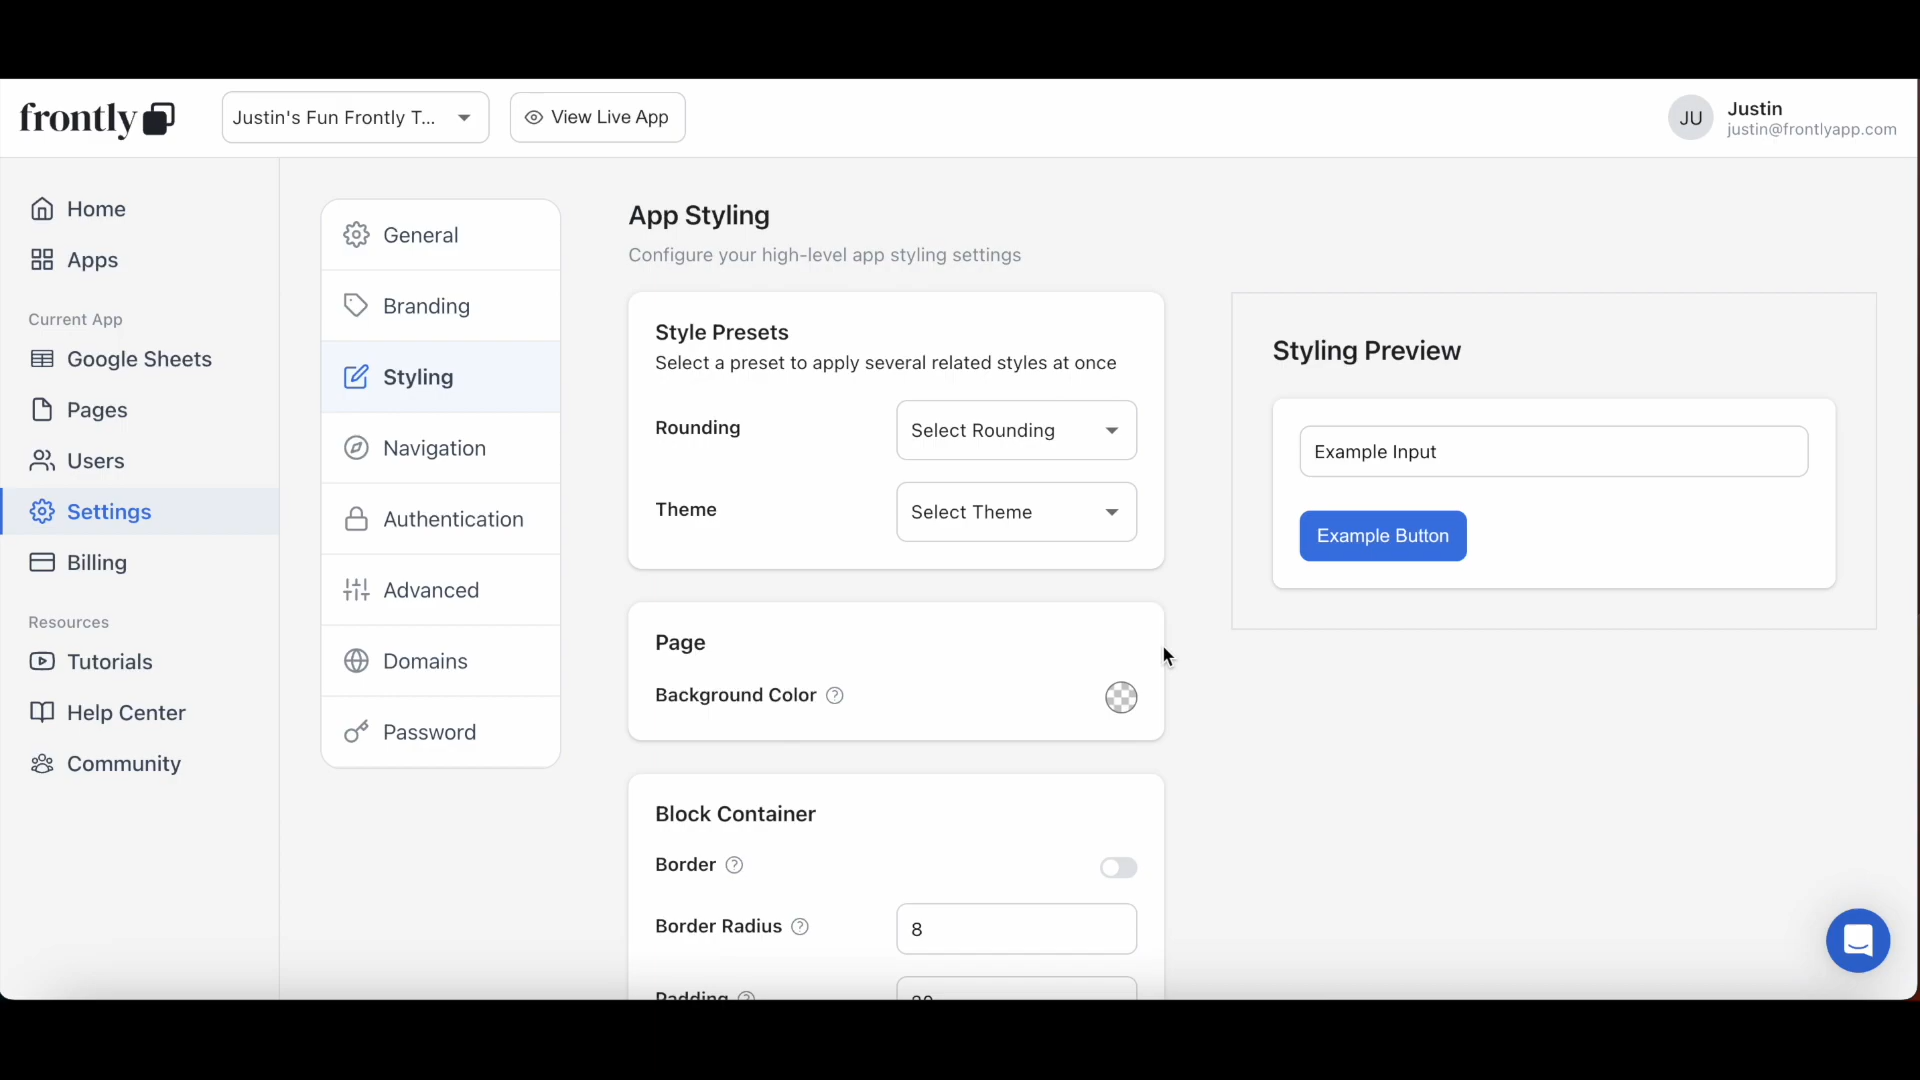 frontly
Justin's Fun Frontly T...
View Live App
JU
Justin
justin@frontlyapp.com
Home
Apps
Current App
Google Sheets
Pages
Users
Settings
Billing
Resources
Tutorials
Help Center
Community
General
Branding
Styling
Navigation
Authentication
Advanced
Domains
Password
App Styling
Configure your high-level app styling settings
Style Presets
Select a preset to apply several related styles at once
Rounding
Select Rounding
Theme
Select Theme
Page
Background Color
Block Container
Border
Border Radius
8
Padding
Styling Preview
Example Input
Example Button